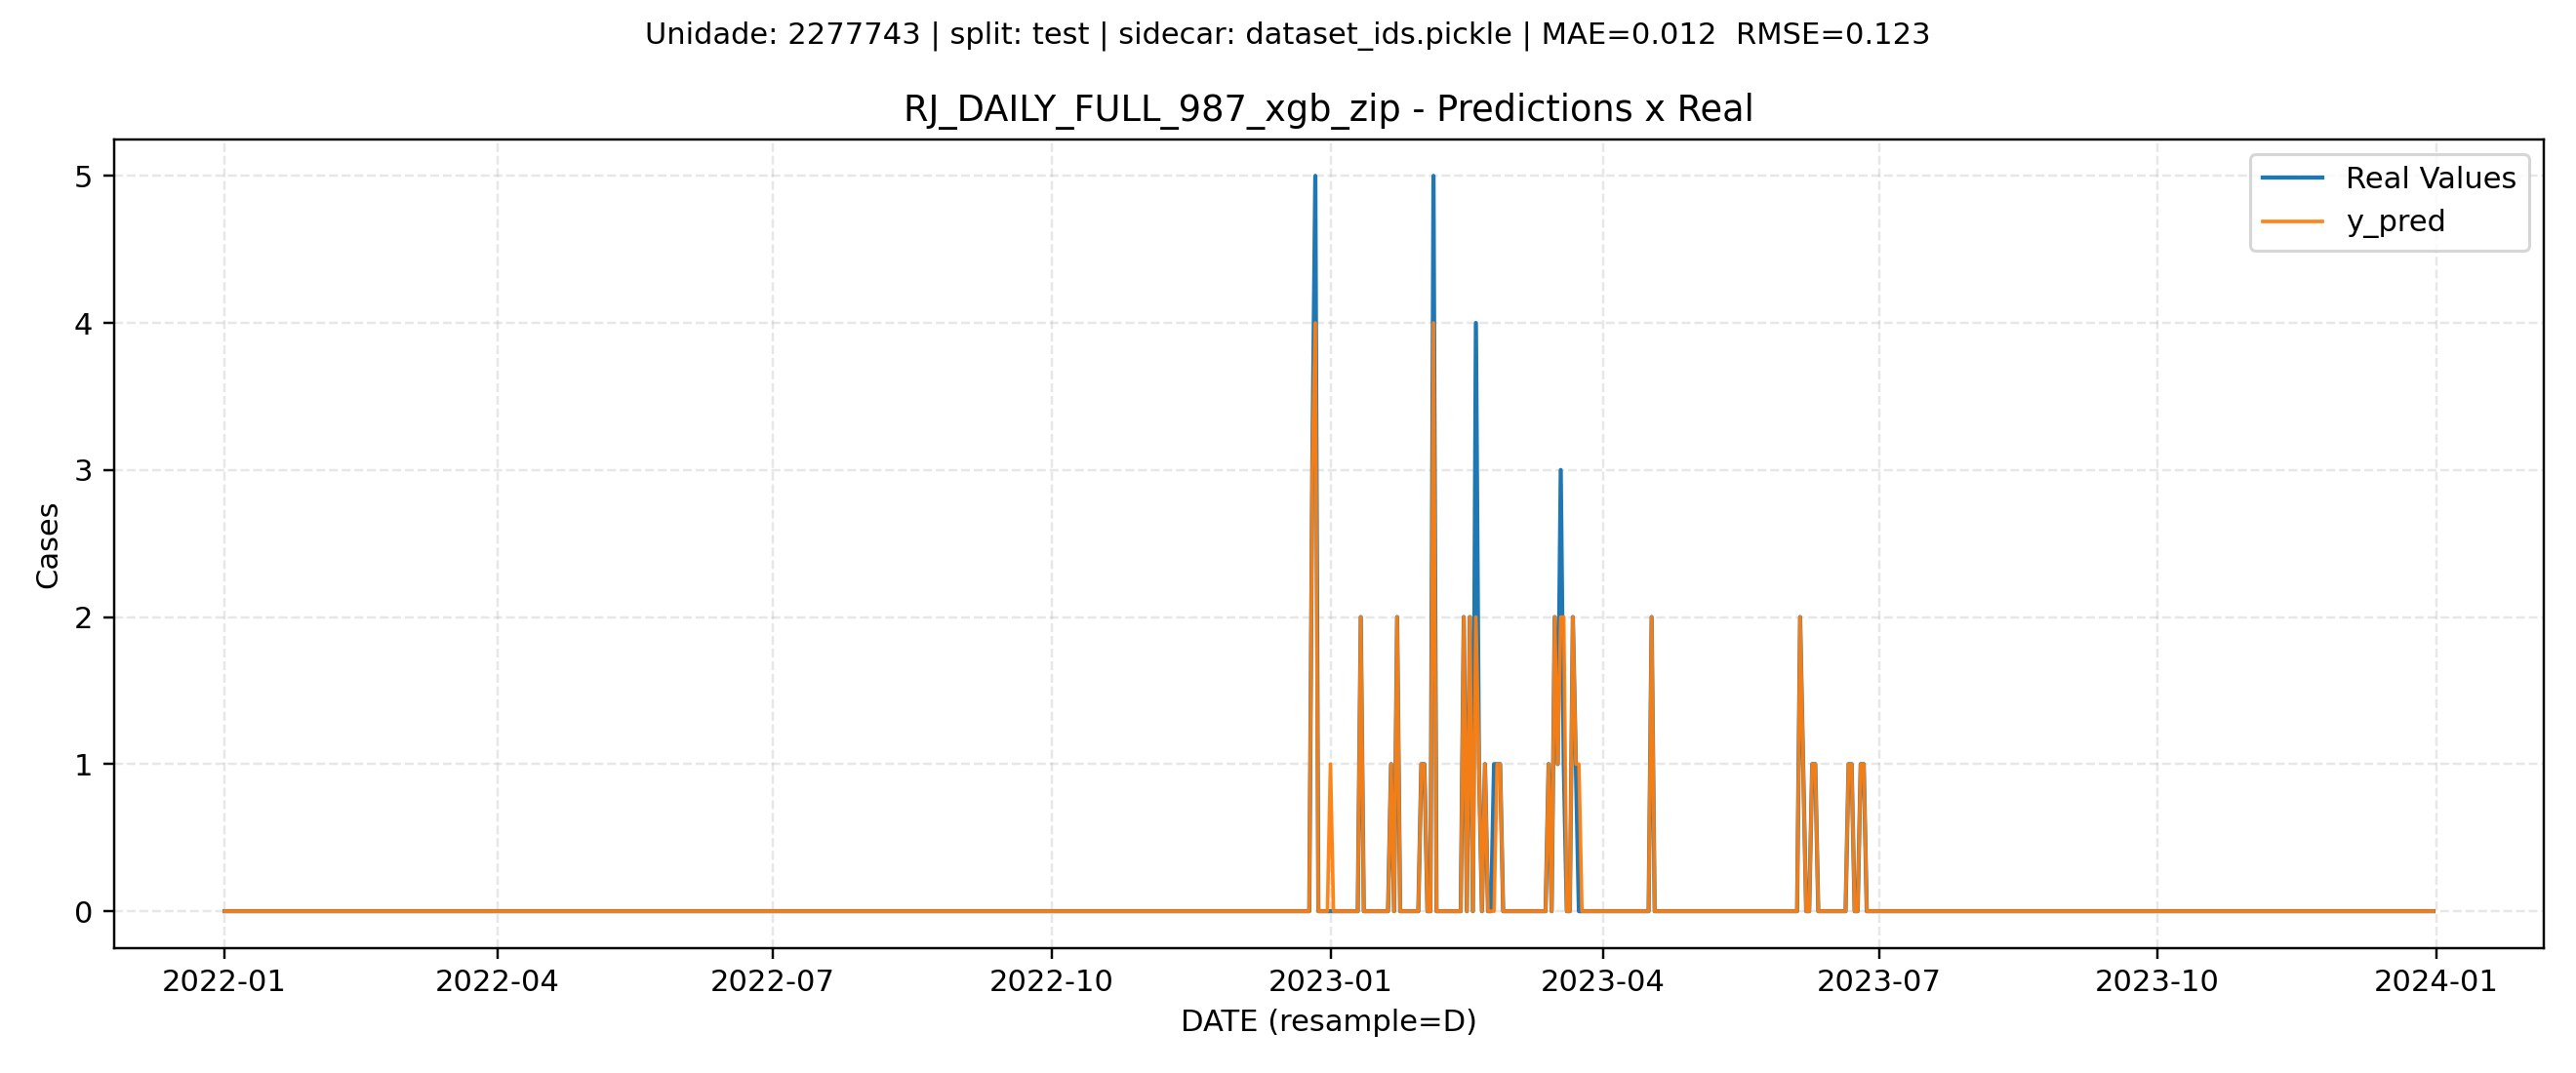 Unidade: 2277743 | split: test | sidecar: dataset_ids.pickle | MAE=0.012  RMSE=0.123
RJ_DAILY_FULL_987_xgb_zip - Predictions x Real
Real Values
y_pred
Cases
5
4
3
2
1
0
2022-01 2022-04 2022-07 2022-10 2023-01 2023-04 2023-07 2023-10 2024-01
DATE (resample=D)